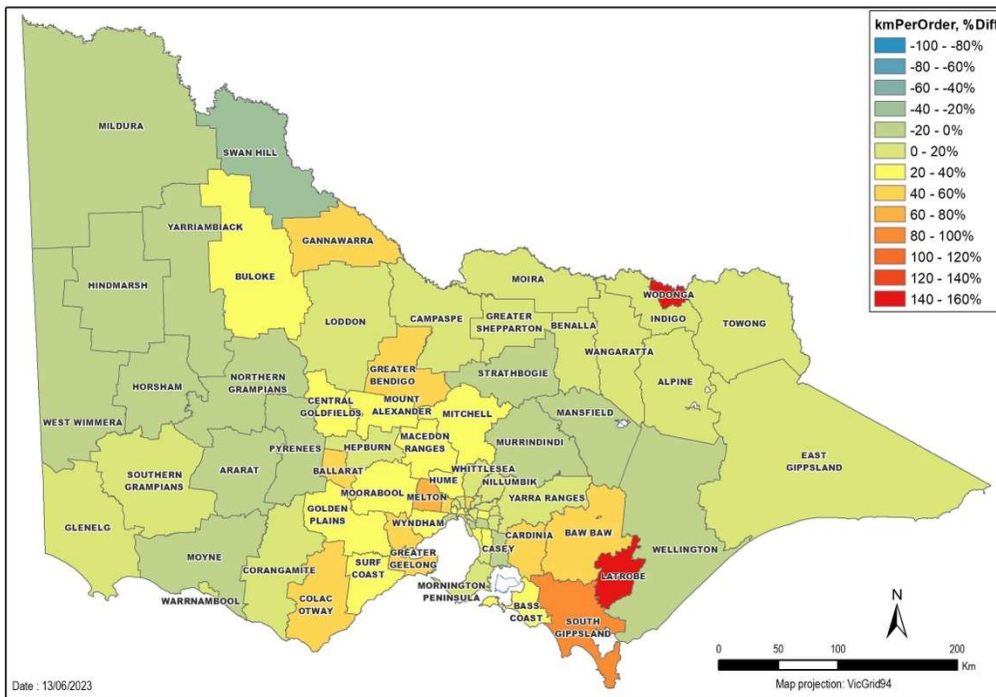 kmPerOrder, %Diff
-100 - -80%
-80 - -60%
-60 - -40%
-40 - -20%
-20 - 0%
0 - 20%
20 - 40%
40 - 60%
60 - 80%
80 - 100%
100 - 120%
120 - 140%
140 - 160%
MILDURA
SWAN HILL
YARRIAMBIACK
GANNAWARRA
BULOKE
HINDMARSH
MOIRA
WODONGA
INDIGO
TOWONG
LODDON
CAMPASPE
GREATER
SHEPPARTON
BENALLA
WANGARATTA
ALPINE
HORSHAM
NORTHERN
GRAMPIANS
GREATER
BENDIGO
STRATHBOGIE
WEST WIMMERA
CENTRAL
GOLDFIELDS
MOUNT
ALEXANDER
MITCHELL
MANSFIELD
MURRINDINDI
EAST
GIPPSLAND
SOUTHERN
GRAMPIANS
ARARAT
PYRENEES
HEPBURN
MACEDON
RANGES
WHITTLESEA
NILLUMBIK
BALLARAT
HUME
MOORABOOL
MELTON
YARRA RANGES
GLENELG
GOLDEN
PLAINS
WYNDHAM
CARDINIA
BAW BAW
MOYNE
CORANGAMITE
SURF
COAST
GREATER
GEELONG
CASEY
WELLINGTON
LATROBE
WARRNAMBOOL
COLAC
OTWAY
MORNINGTON
PENINSULA
BASS
COAST
SOUTH
GIPPSLAND
N
0 50 100 200
Km
Date : 13/06/2023
Map projection: VicGrid94